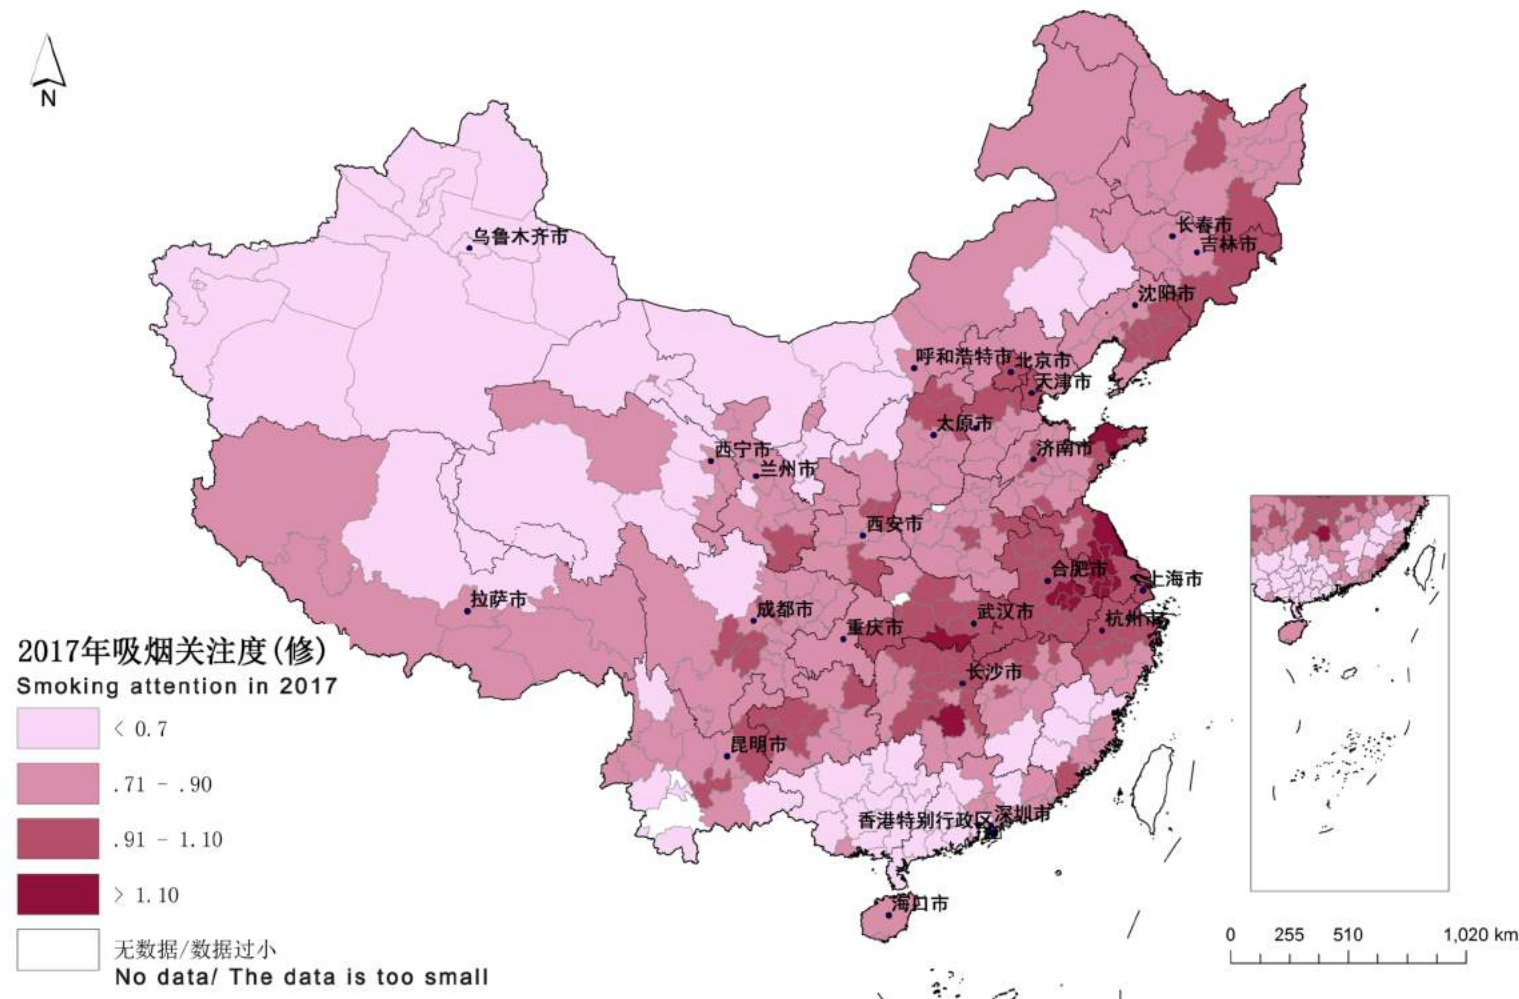 N
乌鲁木齐市
长春市
吉林市
沈阳市
呼和浩特市
北京市
天津市
太原市
西宁市
兰州市
济南市
西安市
合肥市
上海市
拉萨市
成都市
重庆市
武汉市
杭州市
长沙市
昆明市
香港特别行政区
深圳市
海口市
2017年吸烟关注度(修)
Smoking attention in 2017
< 0.7
.71 - .90
.91 - 1.10
> 1.10
无数据/数据过小
No data/ The data is too small
0 255 510 1,020 km